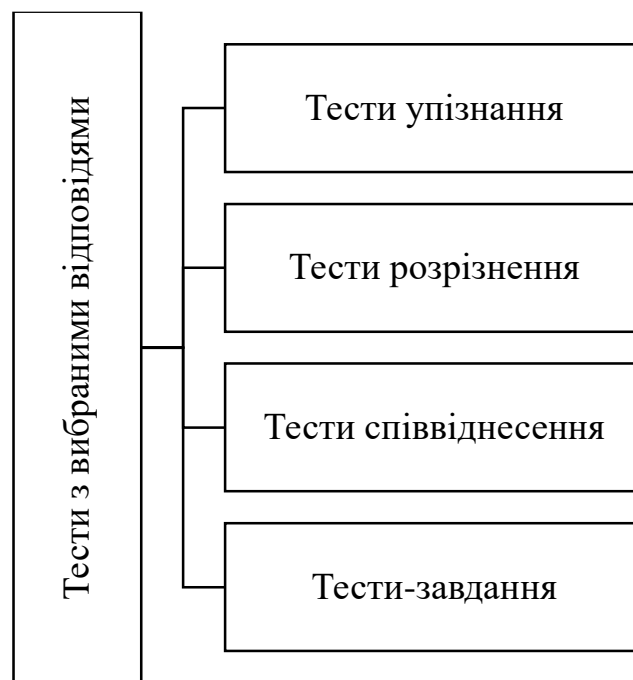 Тести з вибраними відповідями
Тести упізнання
Тести розрізнення
Тести співвіднесення
Тести-завдання